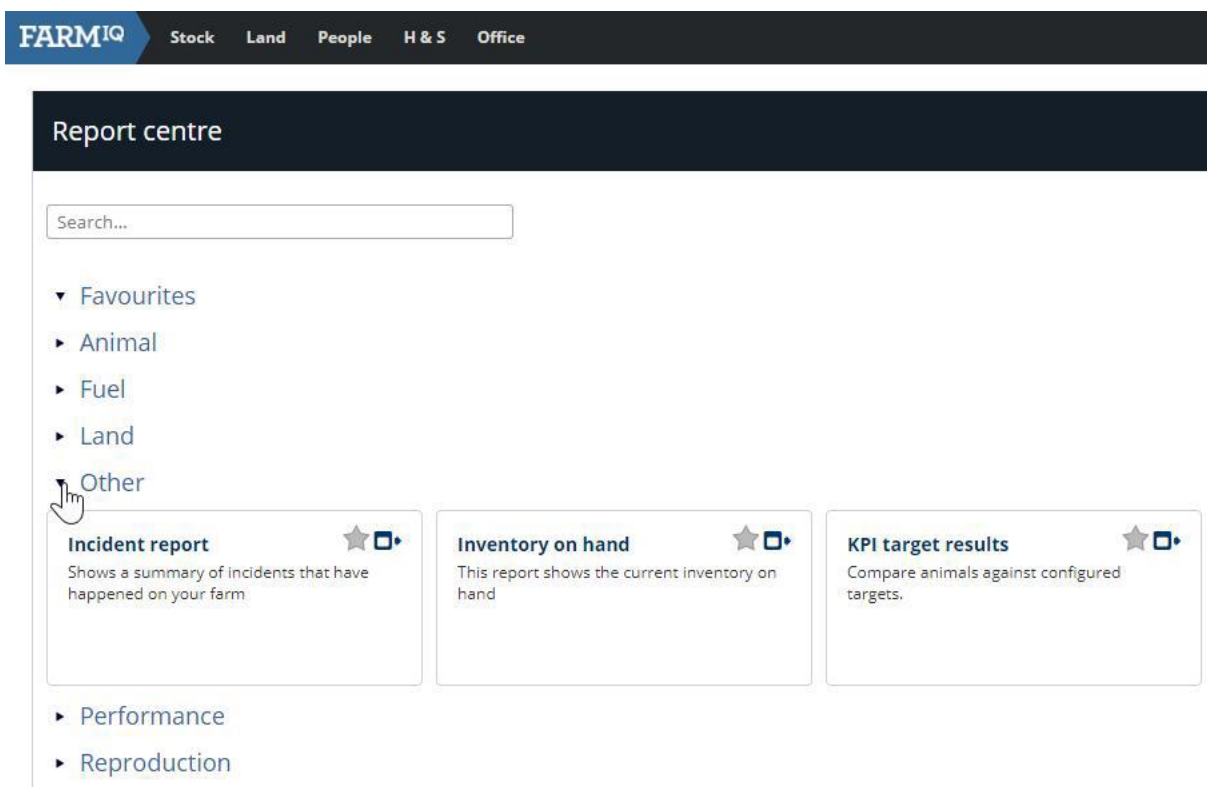 FARMIQ Stock Land People H & S Office
Report centre
Search...
Favourites
Animal
Fuel
Land
Other
Incident report
Shows a summary of incidents that have
happened on your farm
Inventory on hand
This report shows the current inventory on
hand
KPI target results
Compare animals against configured
targets.
Performance
Reproduction